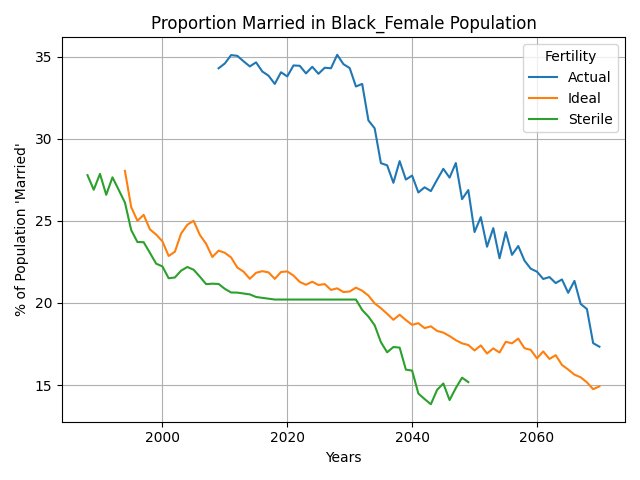 Proportion Married in Black_Female Population
% of Population 'Married'
35
30
25
20
15
Fertility
Actual
Ideal
Sterile
2000 2020 2040 2060
Years